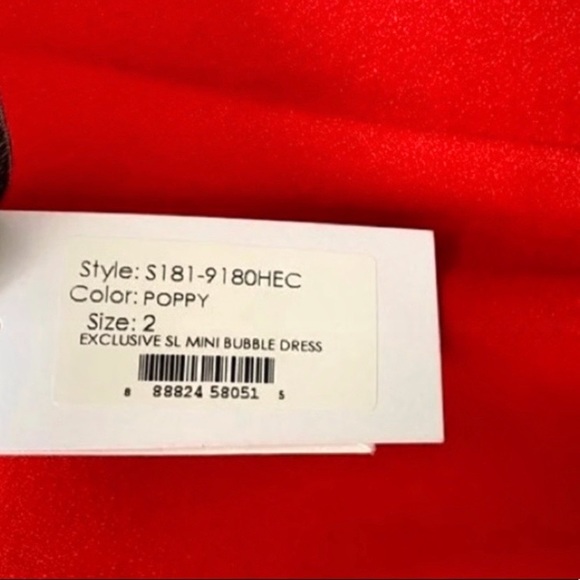 Style: S181-9180HEC
Color: POPPY
Size: 2
EXCLUSIVE SL MINI BUBBLE DRESS
8 88824 58051 5